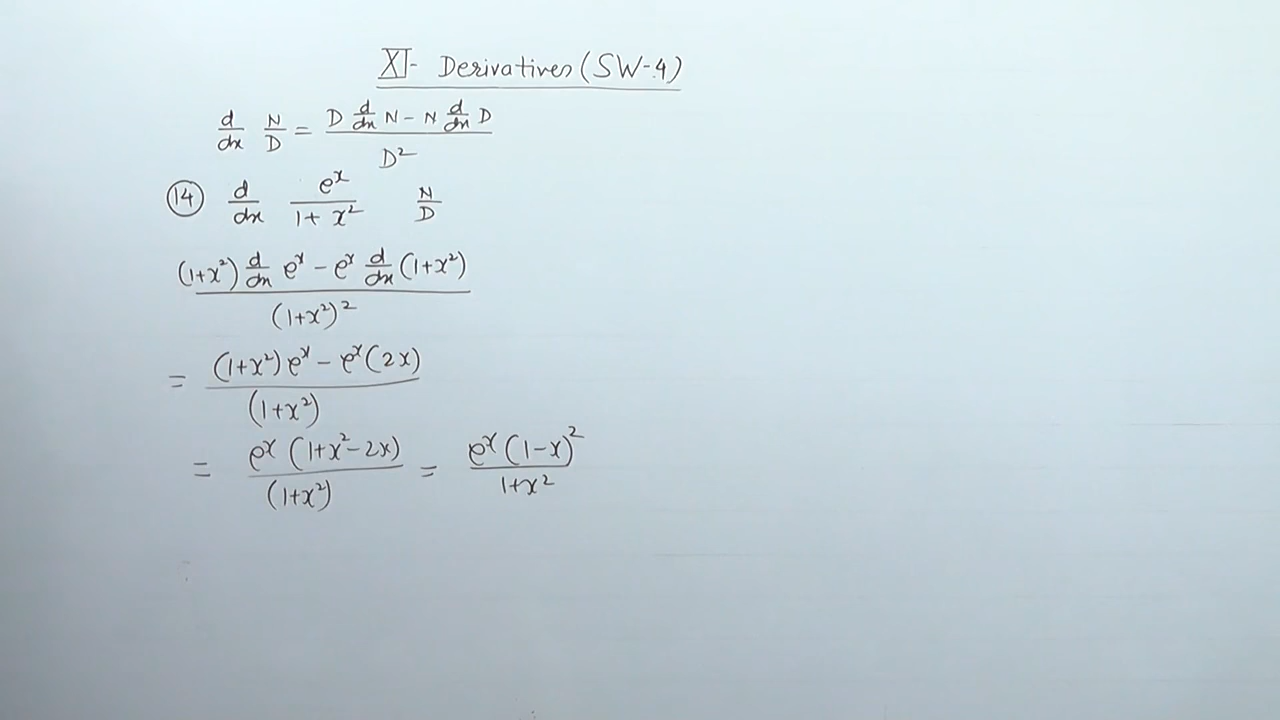 XI- Derivatives (SW-4)
d/dx N/D = (D d/dx N - N d/dx D)/D²
(14) d/dx e^x/(1 + x²) N/D
((1+x²) d/dx e^x - e^x d/dx (1+x²))/(1+x²)²
= ((1+x²) e^x - e^x (2x))/(1+x²)
= e^x (1+x²-2x)/(1+x²) = e^x (1-x)²/(1+x²)